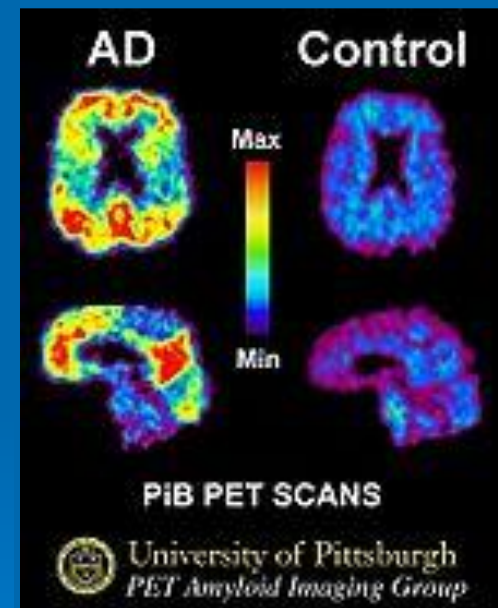 AD Control
Max
Min
PiB PET SCANS
University of Pittsburgh
PET Amyloid Imaging Group